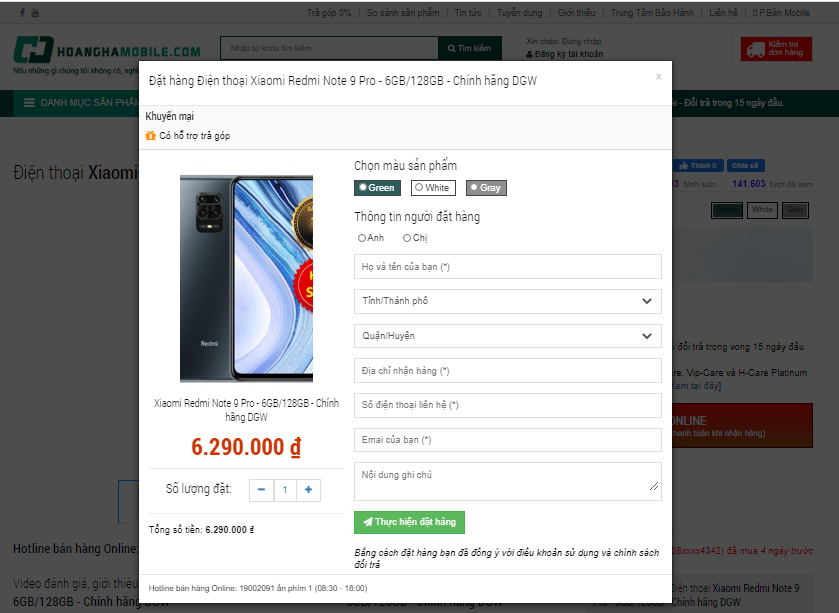 Trả góp 0% | So sánh sản phẩm | Tin tức | Tuyển dụng | Giới thiệu | Trung Tâm Bảo Hành | Liên hệ | P.Bán Mobile
HOANGHAMOBILE.COM
Nếu những gì chúng tôi không có, nghĩ
Nhập từ khóa tìm kiếm
Tìm kiếm
Xin chào: Đăng nhập
Đăng ký tài khoản
Kiểm tra
đơn hàng
DANH MỤC SẢN PHẨM
- Đổi trả trong 15 ngày đầu.
Đặt hàng Điện thoại Xiaomi Redmi Note 9 Pro - 6GB/128GB - Chính hãng DGW
×
Khuyến mại
Có hỗ trợ trả góp
Điện thoại Xiaomi
Thích 0
Chia sẻ
bình luận 141.603 lượt đã xem
Green White Gray
Redmi
Xiaomi Redmi Note 9 Pro - 6GB/128GB - Chính
hãng DGW
6.290.000 ₫
Số lượng đặt: − 1 +
Tổng số tiền: 6.290.000 ₫
Chọn màu sản phẩm
Green White Gray
Thông tin người đặt hàng
Anh Chị
Họ và tên của bạn (*)
Tỉnh/Thành phố
Quận/Huyện
Địa chỉ nhận hàng (*)
Số điện thoại liên hệ (*)
Emai của bạn (*)
Nội dung ghi chú
Thực hiện đặt hàng
Bằng cách đặt hàng bạn đã đồng ý với điều khoản sử dụng và chính sách
đổi trả
Hotline bán hàng Online: 19002091 ấn phím 1 (08:30 - 18:00)
đổi trả trong vong 15 ngày đầu
Vip-Care và H-Care Platinum
Xem tại đây]
ONLINE
thanh toán khi nhận hàng)
Hotline bán hàng Online:
08xxxx4342) đã mua 4 ngày trước
Video đánh giá, giới thiệu
6GB/128GB - Chính hãng DGW
6GB/128GB - Chính hãng DGW
Điện thoại Xiaomi Redmi Note 9
Pro - 6GB/128GB - Chính hãng DGW